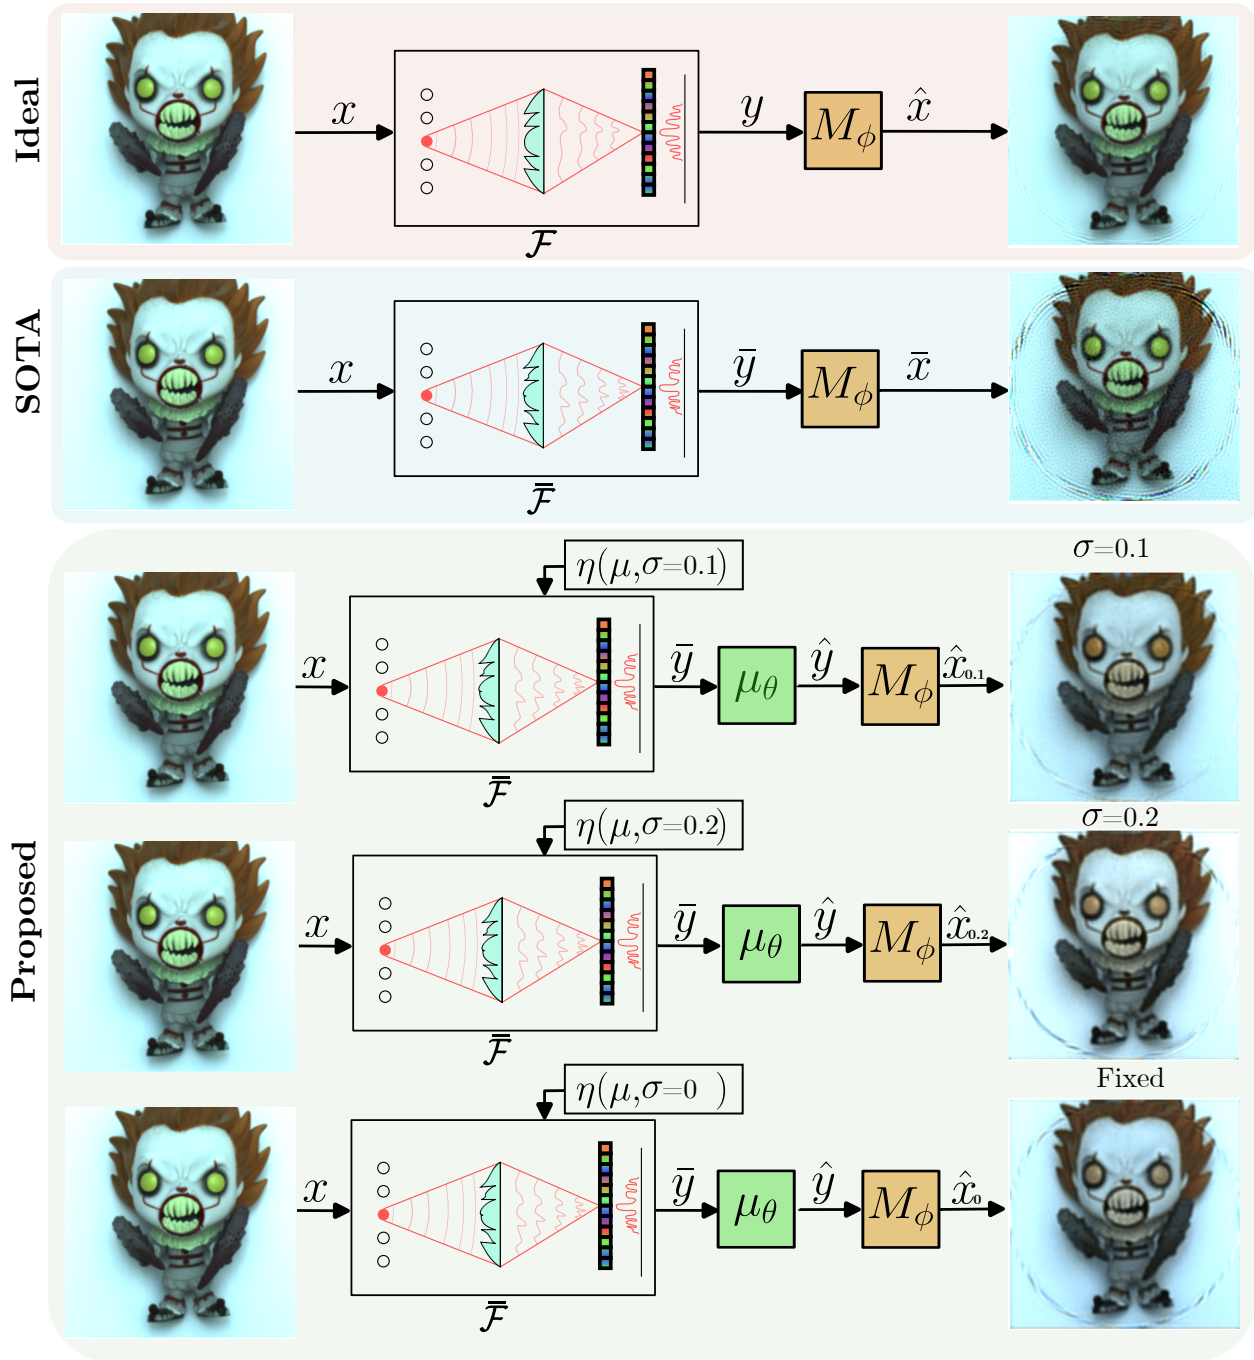 Ideal
x
y
M_ϕ
x̂
ℱ
SOTA
x
ȳ
M_ϕ
x̄
ℱ̄
Proposed
η(μ,σ=0.1)
σ=0.1
x
ȳ
μ_θ
ŷ
M_ϕ
x̂_0.1
ℱ̿
η(μ,σ=0.2)
σ=0.2
x
ȳ
μ_θ
ŷ
M_ϕ
x̂_0.2
ℱ̿
η(μ,σ=0 )
Fixed
x
ȳ
μ_θ
ŷ
M_ϕ
x̂_0
ℱ̿